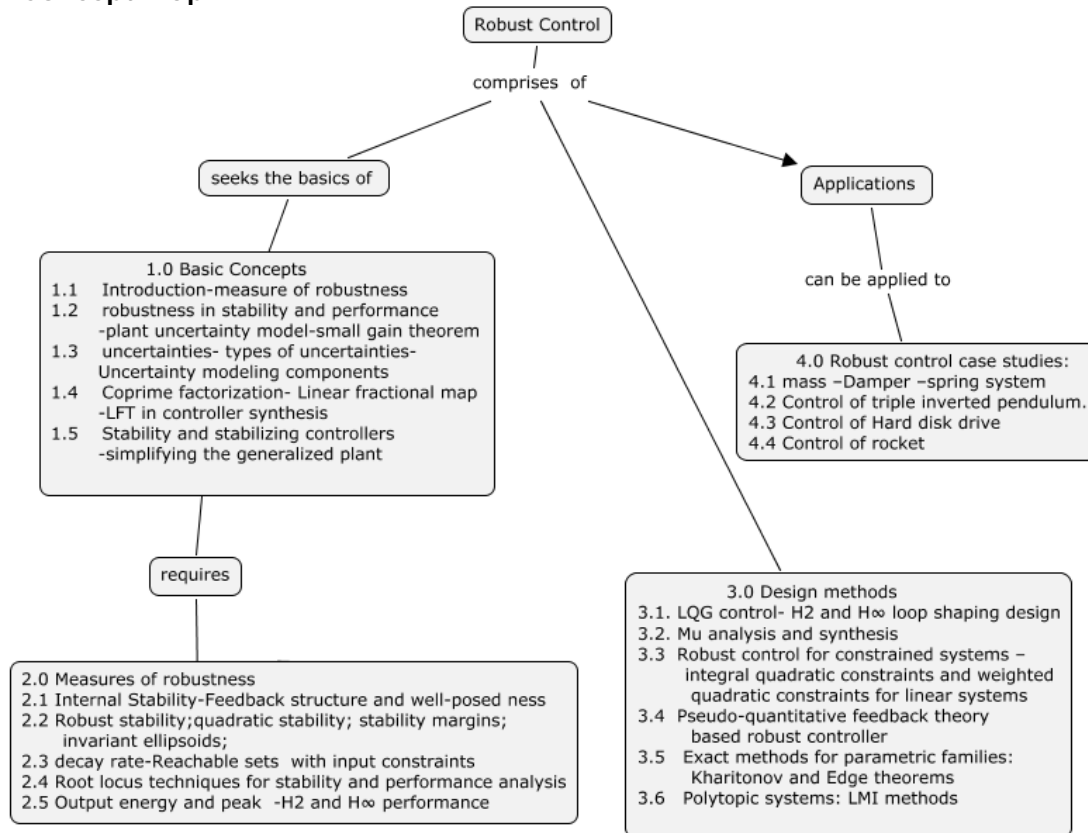 Robust Control
comprises of
seeks the basics of
Applications
1.0 Basic Concepts
1.1 Introduction-measure of robustness
1.2 robustness in stability and performance
-plant uncertainty model-small gain theorem
1.3 uncertainties- types of uncertainties-
Uncertainty modeling components
1.4 Coprime factorization- Linear fractional map
-LFT in controller synthesis
1.5 Stability and stabilizing controllers
-simplifying the generalized plant
can be applied to
4.0 Robust control case studies:
4.1 mass –Damper –spring system
4.2 Control of triple inverted pendulum.
4.3 Control of Hard disk drive
4.4 Control of rocket
requires
2.0 Measures of robustness
2.1 Internal Stability-Feedback structure and well-posed ness
2.2 Robust stability;quadratic stability; stability margins;
invariant ellipsoids;
2.3 decay rate-Reachable sets with input constraints
2.4 Root locus techniques for stability and performance analysis
2.5 Output energy and peak -H2 and H∞ performance
3.0 Design methods
3.1. LQG control- H2 and H∞ loop shaping design
3.2. Mu analysis and synthesis
3.3 Robust control for constrained systems –
integral quadratic constraints and weighted
quadratic constraints for linear systems
3.4 Pseudo-quantitative feedback theory
based robust controller
3.5 Exact methods for parametric families:
Kharitonov and Edge theorems
3.6 Polytopic systems: LMI methods